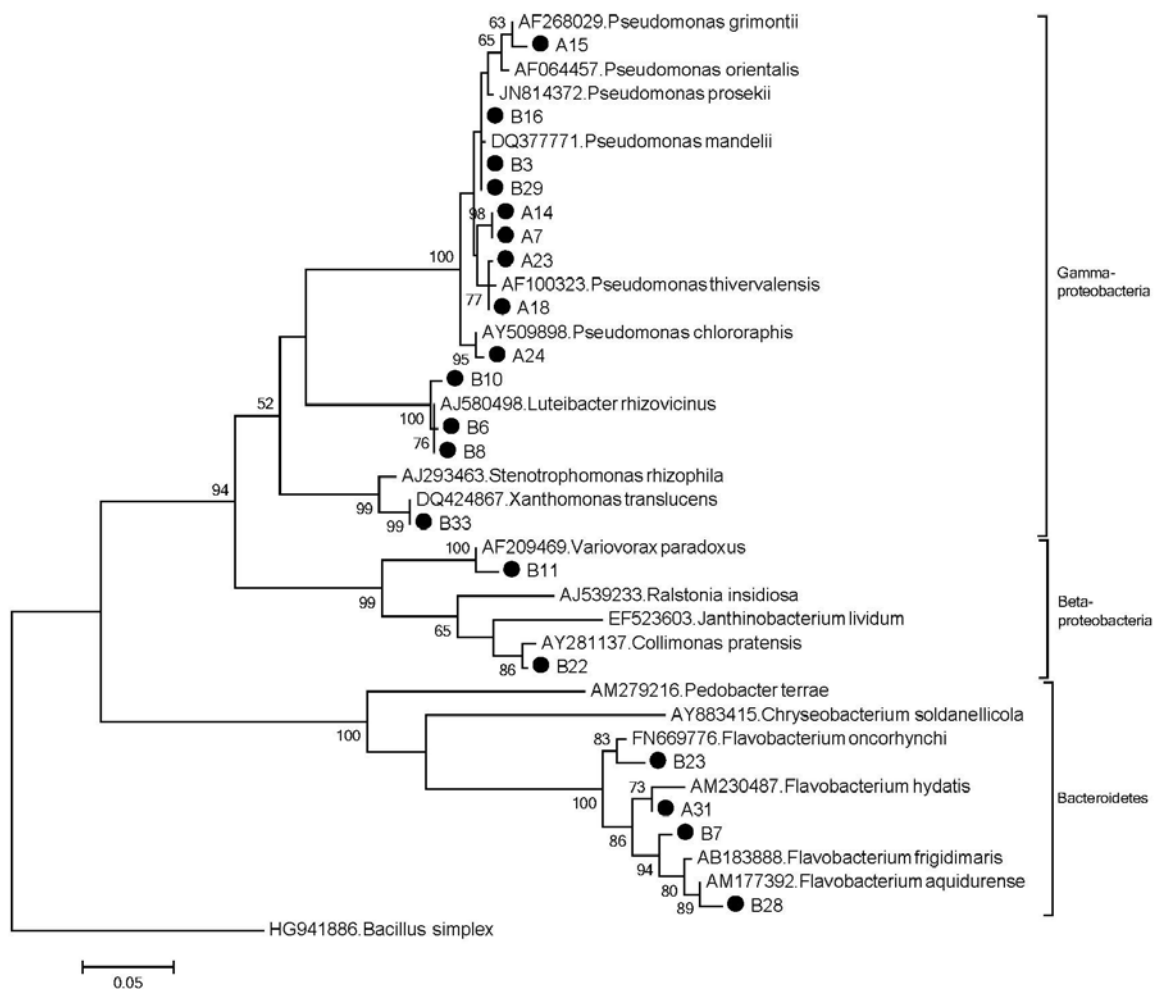 63
AF268029.Pseudomonas grimontii
65
A15
AF064457.Pseudomonas orientalis
JN814372.Pseudomonas prosekii
B16
DQ377771.Pseudomonas mandelii
B3
B29
98
A14
A7
100
A23
Gamma-
proteobacteria
AF100323.Pseudomonas thivervalensis
77
A18
AY509898.Pseudomonas chlororaphis
95
A24
B10
52
AJ580498.Luteibacter rhizovicinus
100
B6
76
B8
AJ293463.Stenotrophomonas rhizophila
94
DQ424867.Xanthomonas translucens
99
99
B33
100
AF209469.Variovorax paradoxus
B11
99
AJ539233.Ralstonia insidiosa
Beta-
proteobacteria
65
EF523603.Janthinobacterium lividum
AY281137.Collimonas pratensis
86
B22
AM279216.Pedobacter terrae
AY883415.Chryseobacterium soldanellicola
100
83
FN669776.Flavobacterium oncorhynchi
B23
73
AM230487.Flavobacterium hydatis
100
A31
Bacteroidetes
86
B7
94
AB183888.Flavobacterium frigidimaris
80
AM177392.Flavobacterium aquidurense
89
B28
HG941886.Bacillus simplex
0.05